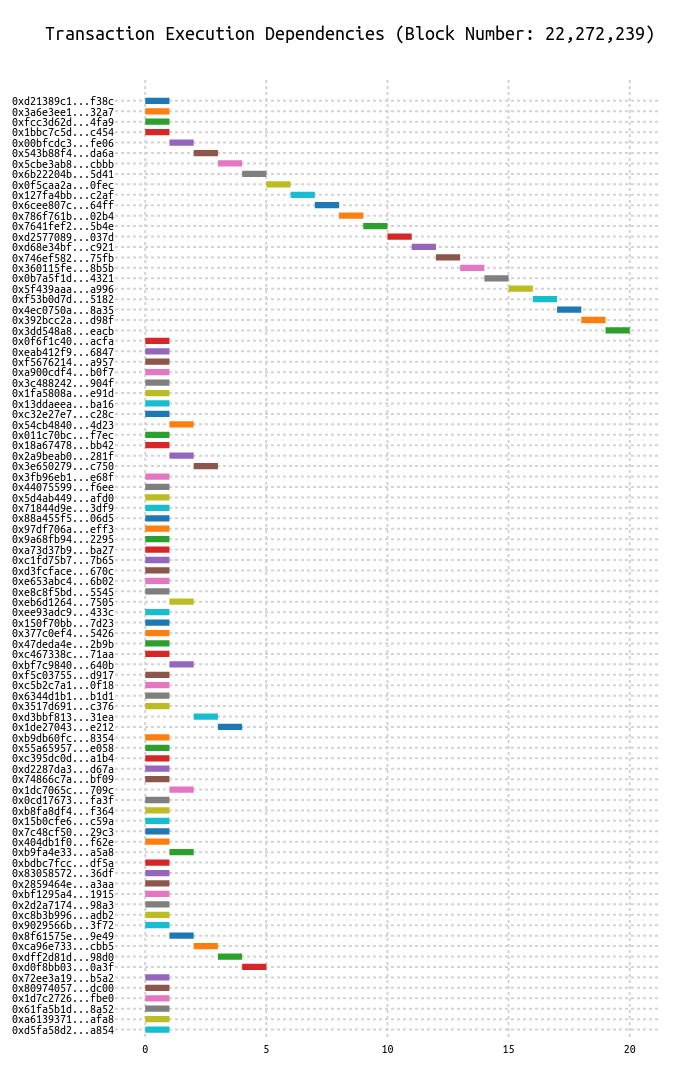 Transaction Execution Dependencies (Block Number: 22,272,239)
0xd21389c1...f38c
0x3a6e3ee1...32a7
0xfcc3d62d...4fa9
0x1bbc7c5d...c454
0x00bfcdc3...fe06
0x543b88f4...da6a
0x5cbe3ab8...cbbb
0x6b22204b...5d41
0x0f5caa2a...0fec
0x127fa4bb...c2af
0x6cee807c...64ff
0x786f761b...02b4
0x7641fef2...5b4e
0xd2577089...037d
0xd68e34bf...c921
0x746ef582...75fb
0x360115fe...8b5b
0x0b7a5f1d...4321
0x5f439aaa...a996
0xf53b0d7d...5182
0x4ec0750a...8a35
0x392bcc2a...d98f
0x3dd548a8...eacb
0x0f6f1c40...acfa
0xeab412f9...6847
0xf5676214...a957
0xa900cdf4...b0f7
0x3c488242...904f
0x1fa5808a...e91d
0x13ddaeea...ba16
0xc32e27e7...c28c
0x54cb4840...4d23
0x011c70bc...f7ec
0x18a67478...bb42
0x2a9beab0...281f
0x3e650279...c750
0x3fb96eb1...e68f
0x44075599...f6ee
0x5d4ab449...afd0
0x71844d9e...3df9
0x88a455f5...06d5
0x97df706a...eff3
0x9a68fb94...2295
0xa73d37b9...ba27
0xc1fd75b7...7b65
0xd3fcface...670c
0xe653abc4...6b02
0xe8c8f5bd...5545
0xeb6d1264...7505
0xee93adc9...433c
0x150f70bb...7d23
0x377c0ef4...5426
0x47deda4e...2b9b
0xc467338c...71aa
0xbf7c9840...640b
0xf5c03755...d917
0xc5b2c7a1...0f18
0x6344d1b1...b1d1
0x3517d691...c376
0xd3bbf813...31ea
0x1de27043...e212
0xb9db60fc...8354
0x55a65957...e058
0xc395dc0d...a1b4
0xd2287da3...d67a
0x74866c7a...bf09
0x1dc7065c...709c
0x0cd17673...fa3f
0xb8fa8df4...f364
0x15b0cfe6...c59a
0x7c48cf50...29c3
0x404db1f0...f62e
0xb9fa4e33...a5a8
0xbdbc7fcc...df5a
0x83058572...36df
0x2859464e...a3aa
0xbf1295a4...1915
0x2d2a7174...98a3
0xc8b3b996...adb2
0x9029566b...3f72
0x8f61575e...9e49
0xca96e733...cbb5
0xdff2d81d...98d0
0xd0f8bb03...0a3f
0x72ee3a19...b5a2
0x80974057...dc00
0x1d7c2726...fbe0
0x61fa5b1d...8a52
0xa6139371...afa8
0xd5fa58d2...a854
0 5 10 15 20